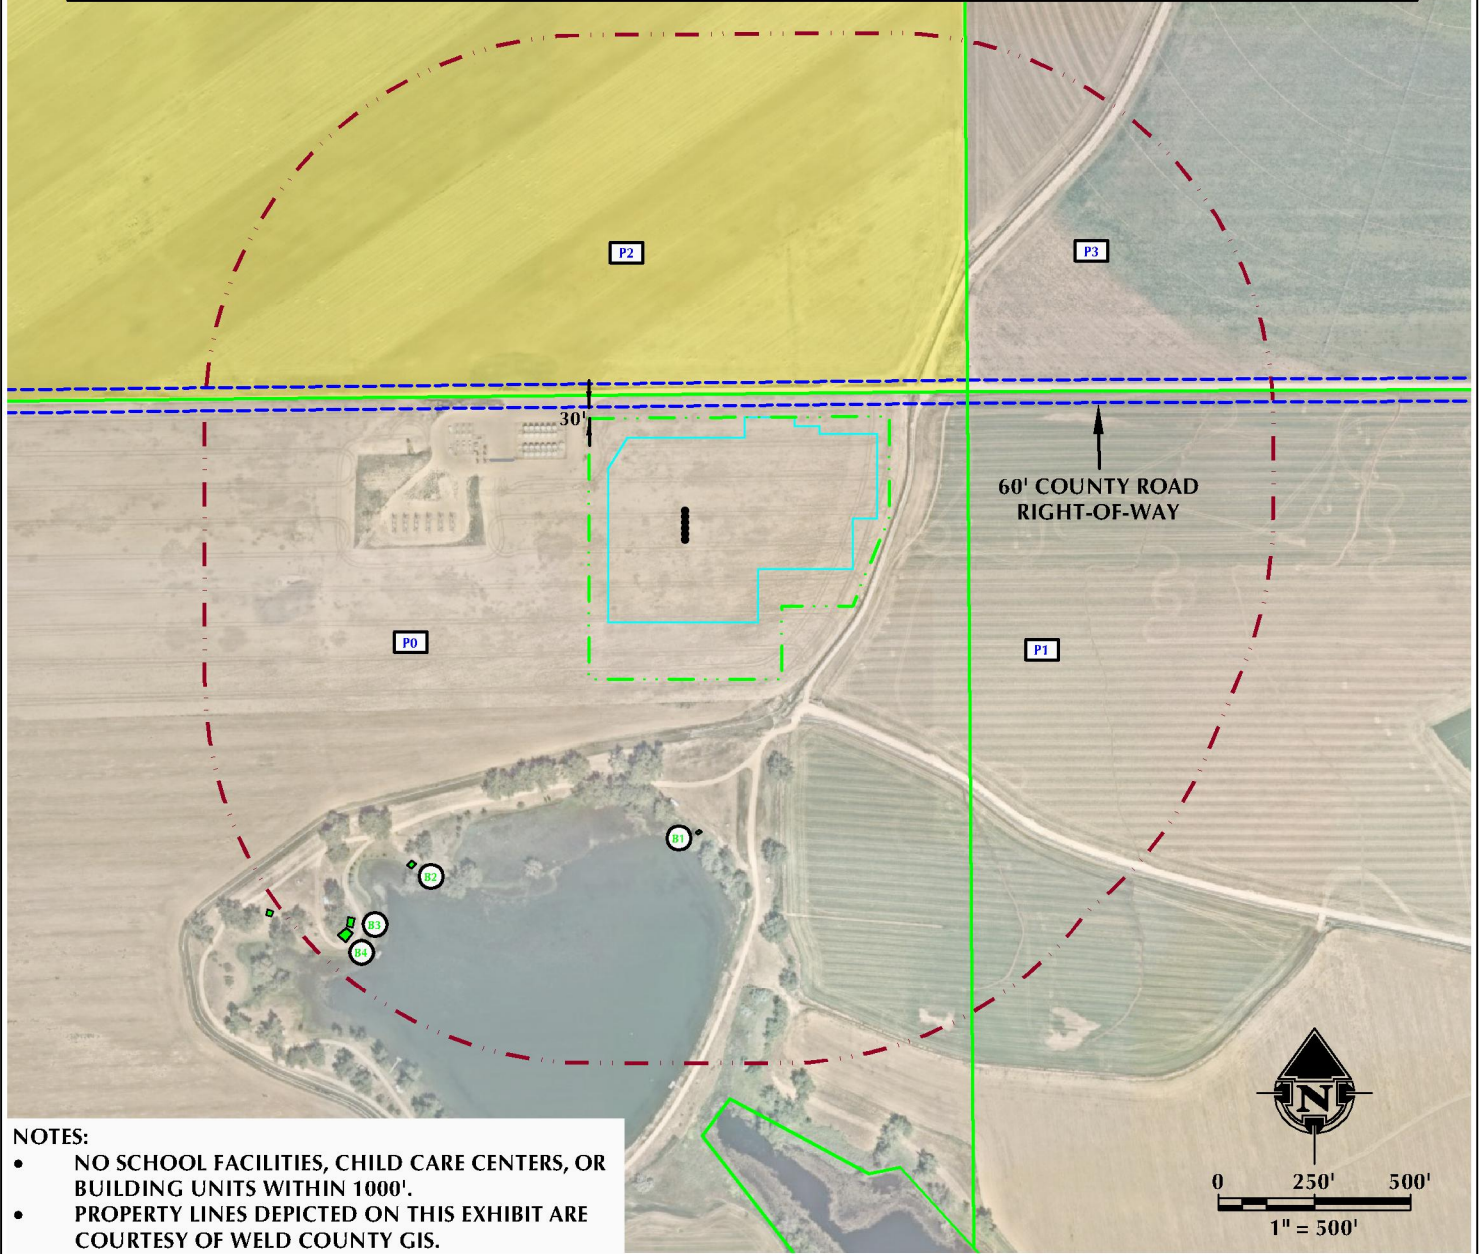 P2
P3
30'
60' COUNTY ROAD
RIGHT-OF-WAY
P0
P1
B1
B2
B3
B4
N
0 250' 500'
1" = 500'
NOTES:
• NO SCHOOL FACILITIES, CHILD CARE CENTERS, OR
BUILDING UNITS WITHIN 1000'.
• PROPERTY LINES DEPICTED ON THIS EXHIBIT ARE
COURTESY OF WELD COUNTY GIS.